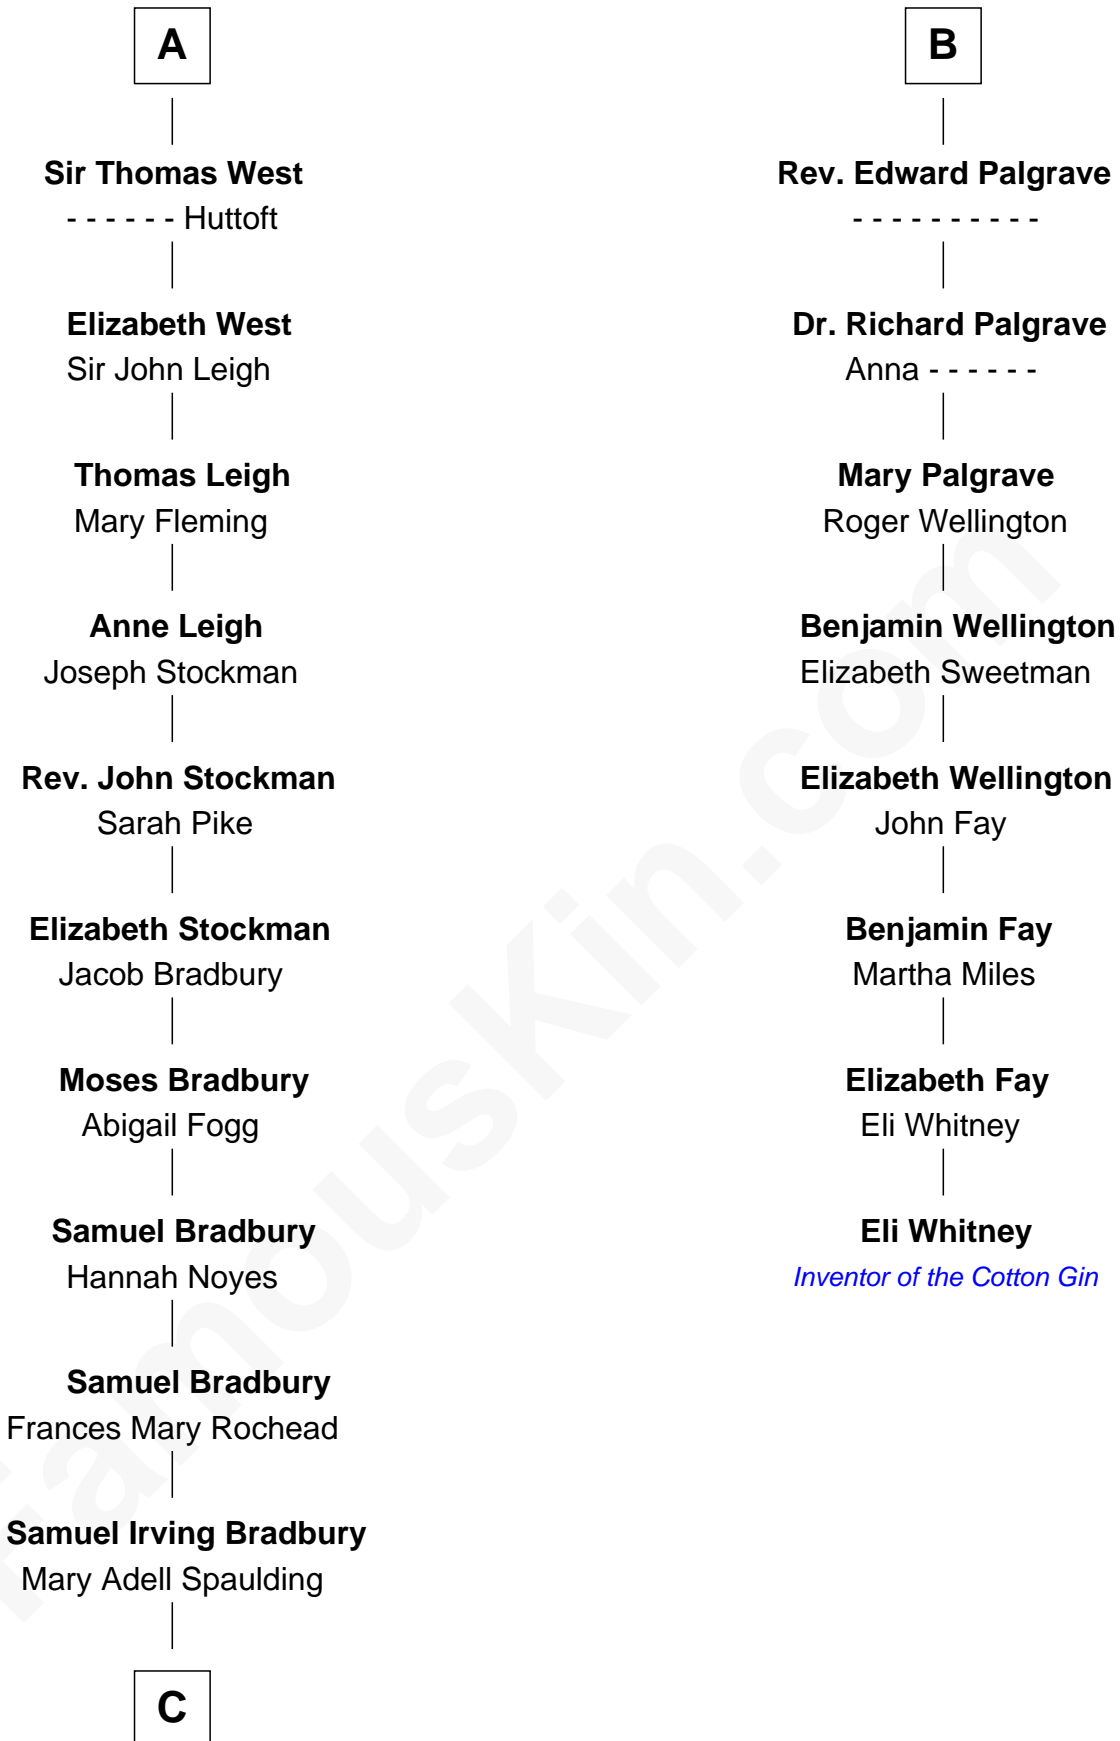 A
Sir Thomas West
- - - - - - Huttoft
Elizabeth West
Sir John Leigh
Thomas Leigh
Mary Fleming
Anne Leigh
Joseph Stockman
Rev. John Stockman
Sarah Pike
Elizabeth Stockman
Jacob Bradbury
Moses Bradbury
Abigail Fogg
Samuel Bradbury
Hannah Noyes
Samuel Bradbury
Frances Mary Rochead
Samuel Irving Bradbury
Mary Adell Spaulding
C
B
Rev. Edward Palgrave
- - - - - - - - - -
Dr. Richard Palgrave
Anna - - - - - -
Mary Palgrave
Roger Wellington
Benjamin Wellington
Elizabeth Sweetman
Elizabeth Wellington
John Fay
Benjamin Fay
Martha Miles
Elizabeth Fay
Eli Whitney
Eli Whitney
Inventor of the Cotton Gin
FamousKin.com